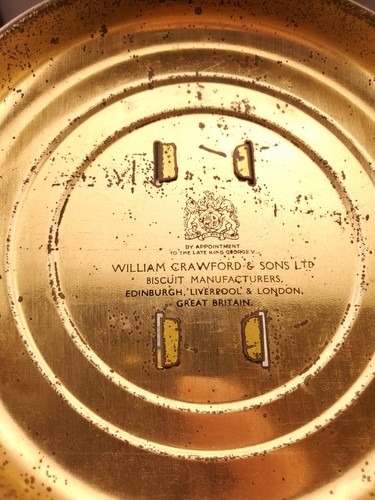 BY APPOINTMENT
TO THE LATE KING GEORGE V.
WILLIAM CRAWFORD & SONS LTD
BISCUIT MANUFACTURERS,
EDINBURGH, LIVERPOOL & LONDON,
GREAT BRITAIN.